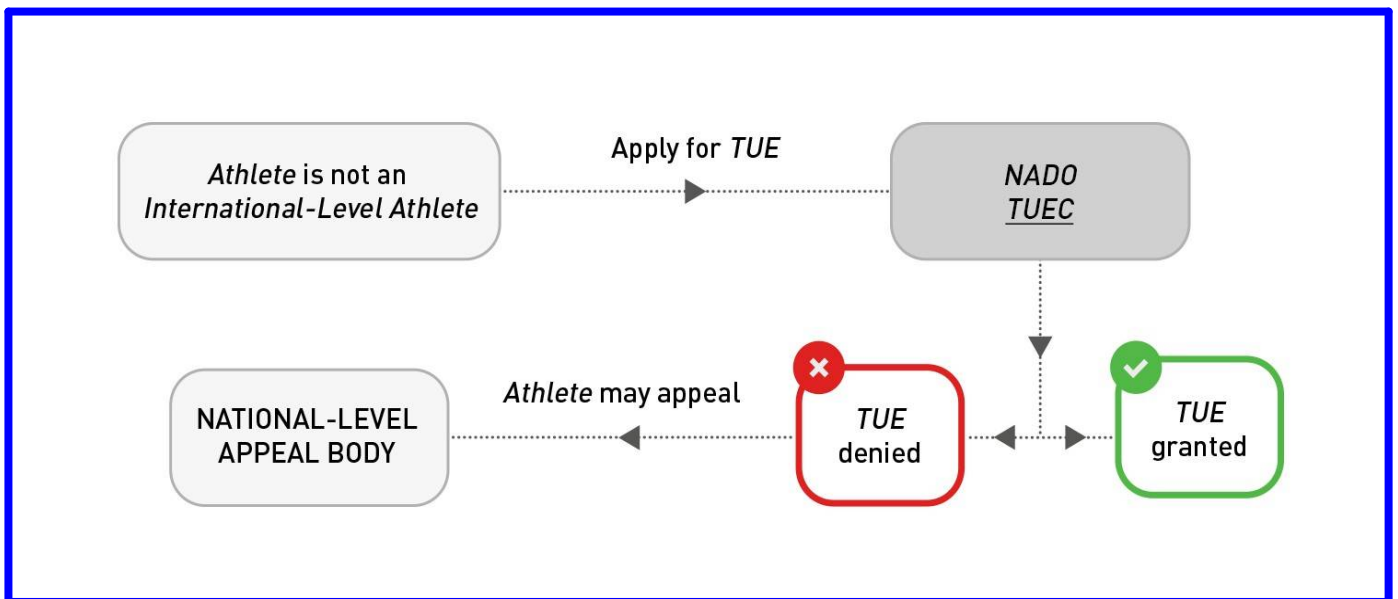 Athlete is not an
International-Level Athlete
Apply for TUE
NADO
TUEC
TUE
denied
TUE
granted
Athlete may appeal
NATIONAL-LEVEL
APPEAL BODY